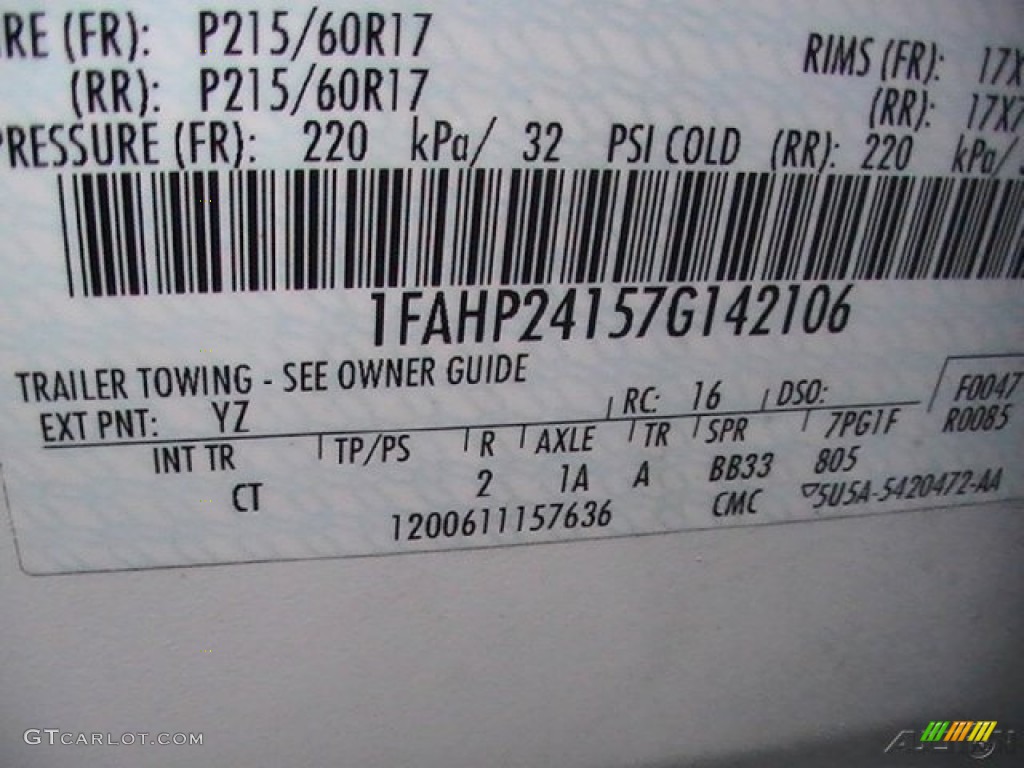 RE (FR): P215/60R17 RIMS (FR): 17X
(RR): P215/60R17 (RR): 17X7
PRESSURE (FR): 220 kPa/ 32 PSI COLD (RR): 220 kPa/
1FAHP24157G142106
TRAILER TOWING - SEE OWNER GUIDE
EXT PNT: YZ RC: 16 DSO: F0047
INT TR TP/PS R AXLE TR SPR 7PG1F R0085
CT 2 1A A BB33 805
1200611157636 CMC ▽5U5A-5420472-AA
GTCARLOT.COM